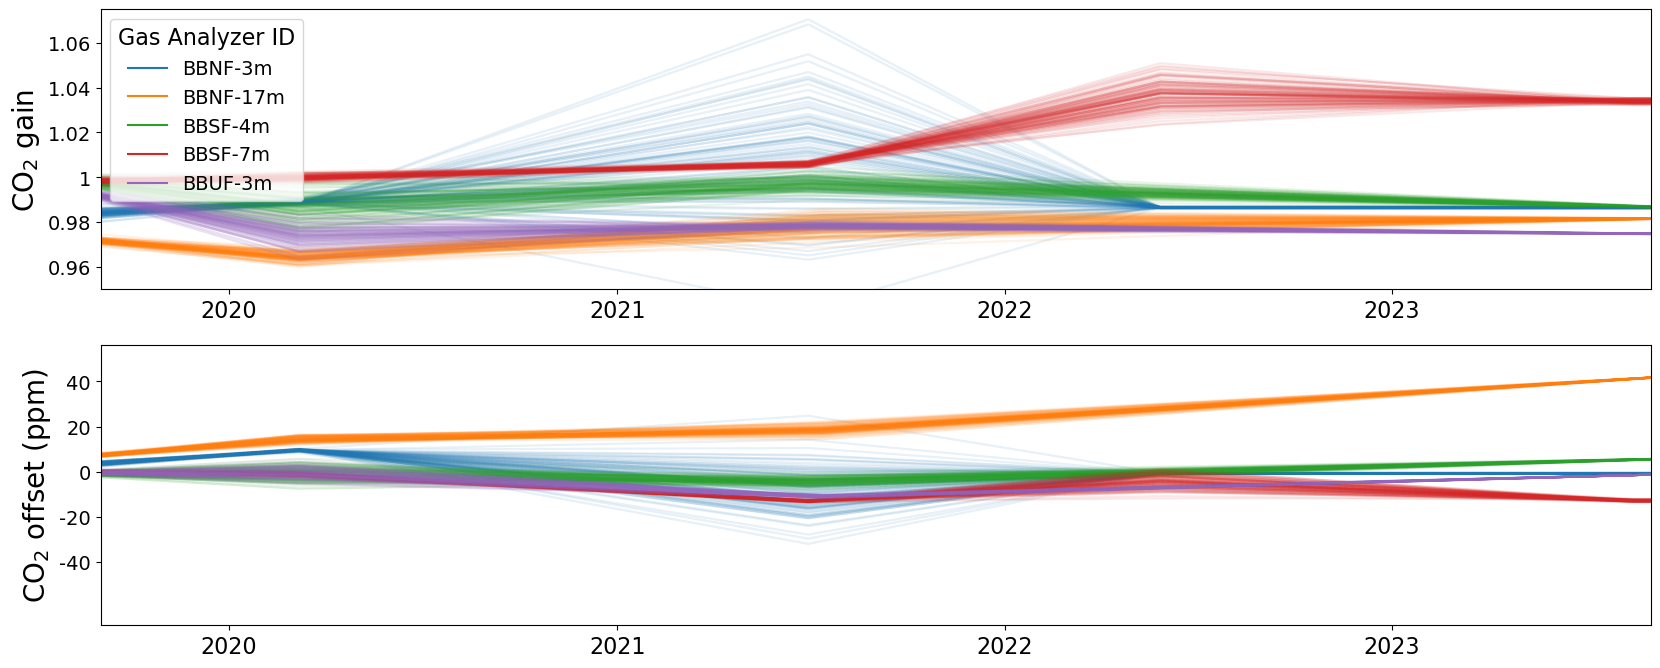 CO₂ gain
1.06
1.04
1.02
1
0.98
0.96
Gas Analyzer ID
BBNF-3m
BBNF-17m
BBSF-4m
BBSF-7m
BBUF-3m
2020 2021 2022 2023
CO₂ offset (ppm)
40
20
0
-20
-40
2020 2021 2022 2023